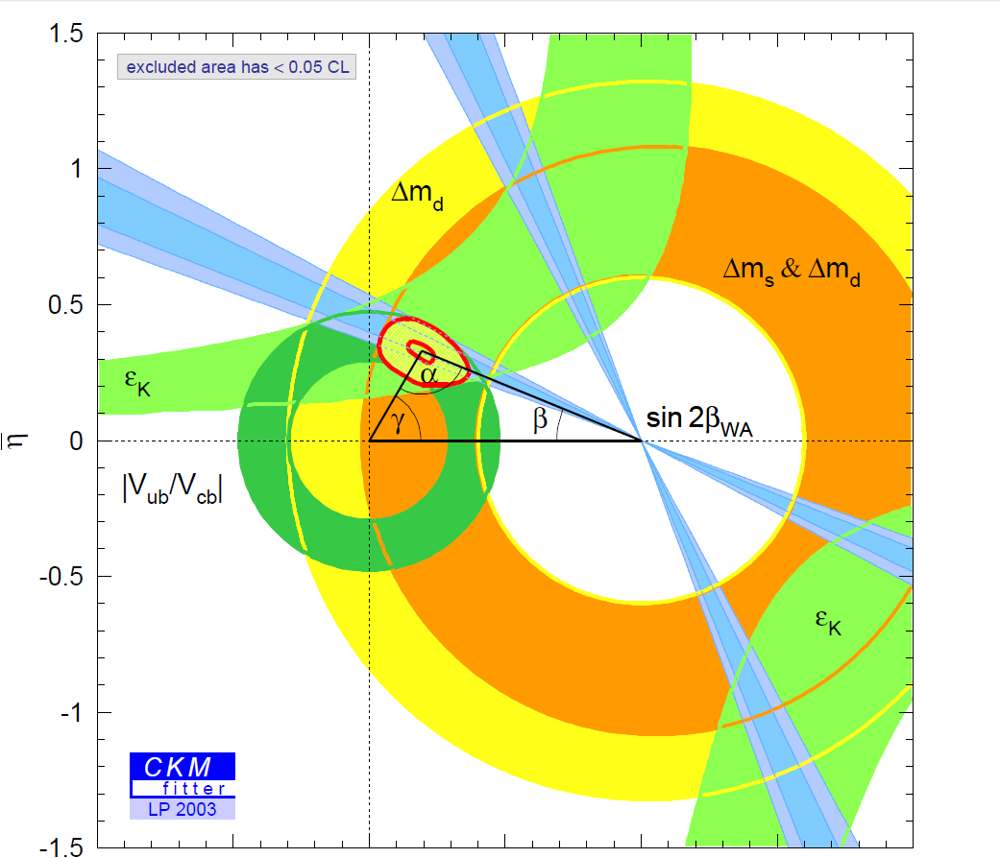 1.5
excluded area has < 0.05 CL
1
Δm_d
Δm_s & Δm_d
0.5
ε_K
α
γ
β
sin 2β_WA
0
η̅
|V_ub/V_cb|
-0.5
ε_K
-1
CKM
fitter
LP 2003
-1.5